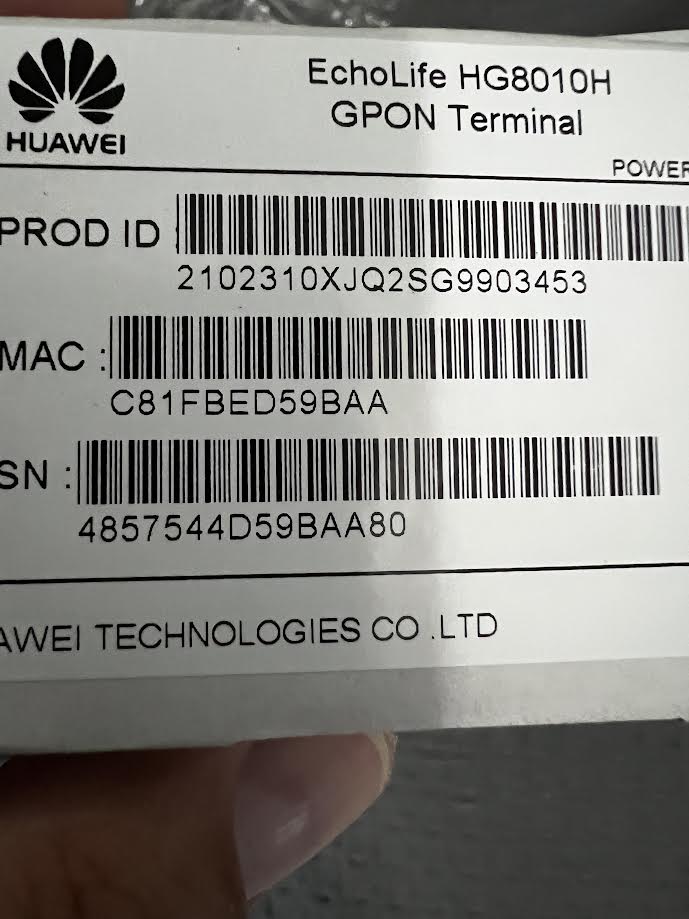 HUAWEI
EchoLife HG8010H
GPON Terminal
POWER
PROD ID
2102310XJQ2SG9903453
MAC :
C81FBED59BAA
SN :
4857544D59BAA80
AWEI TECHNOLOGIES CO .LTD